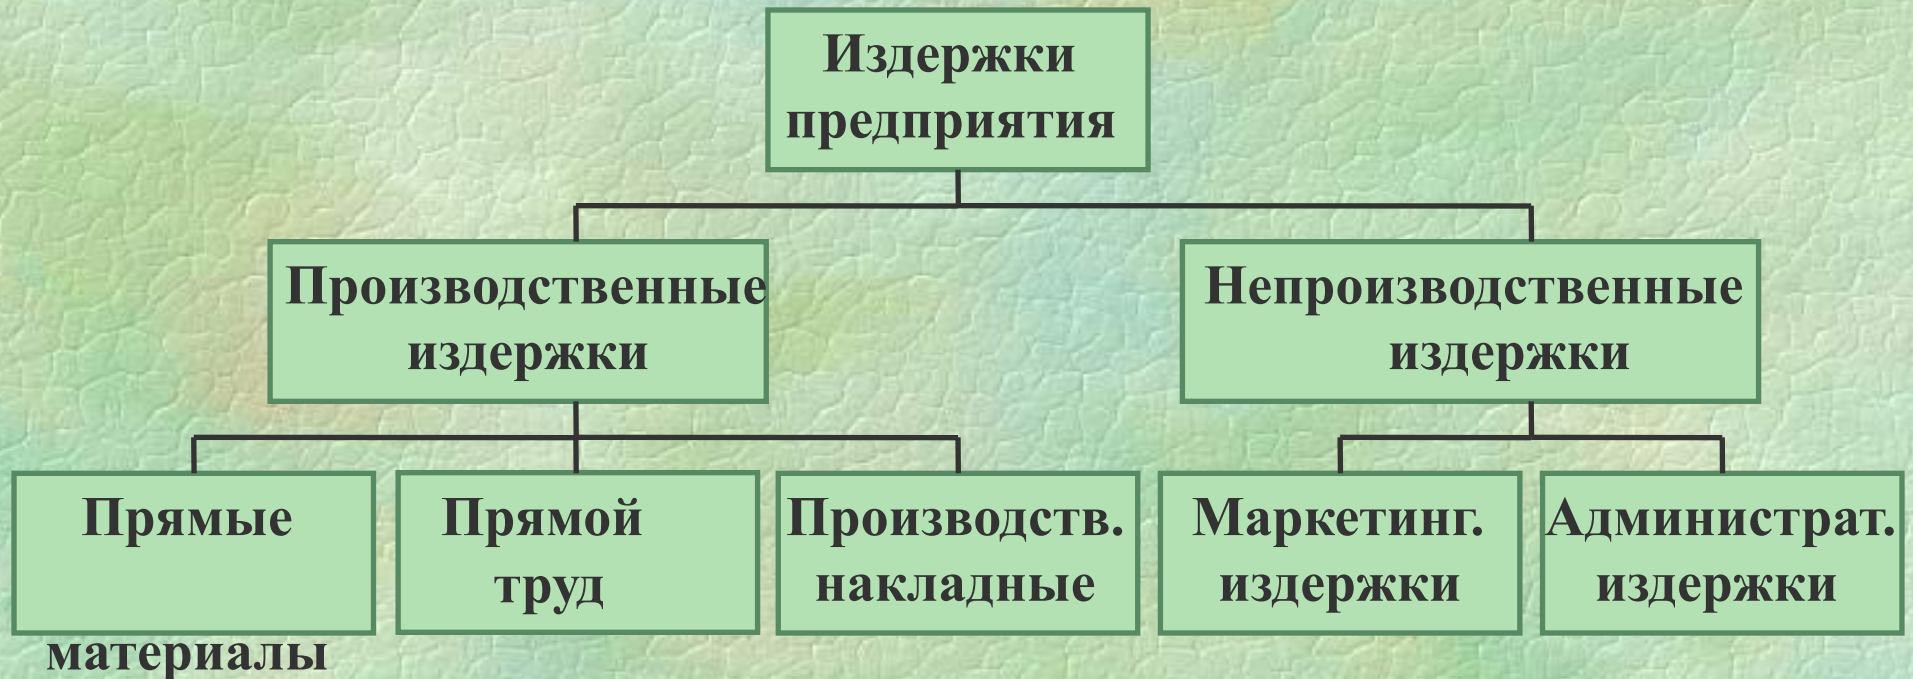 Издержки
предприятия
Производственные
издержки
Непроизводственные
издержки
Прямые
материалы
Прямой
труд
Производств.
накладные
Маркетинг.
издержки
Администрат.
издержки